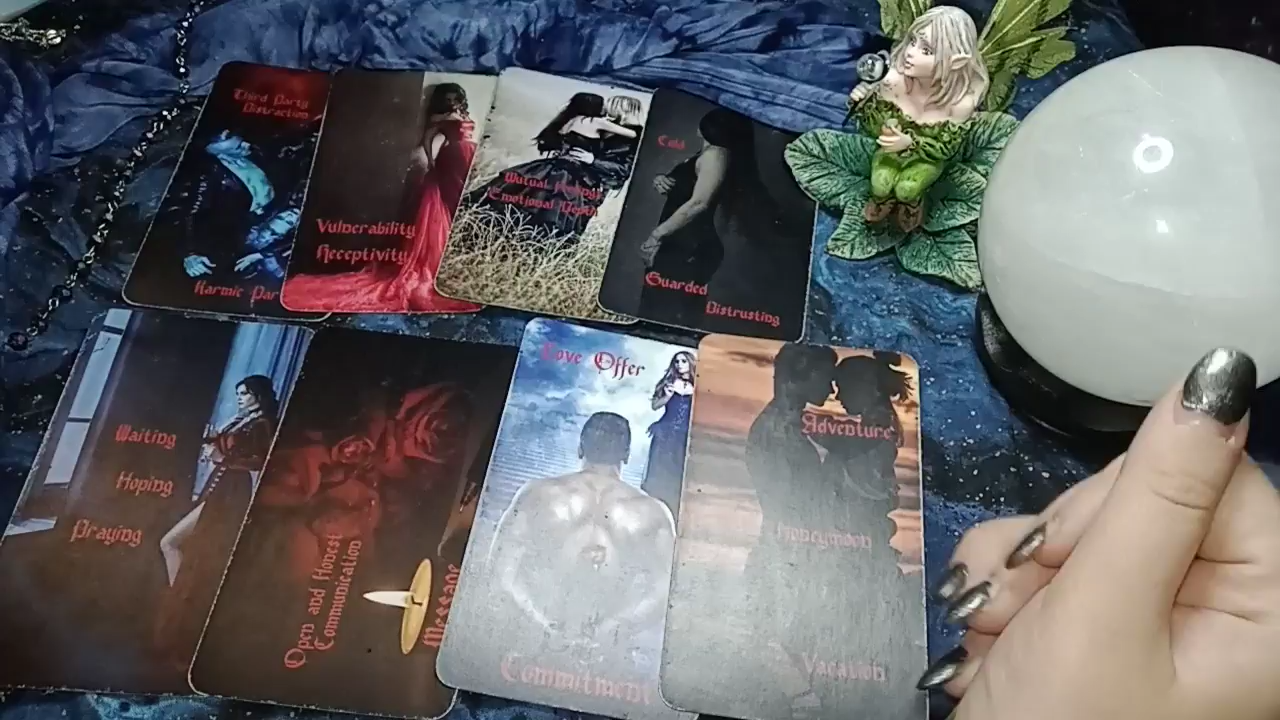 Third Party
Distraction
Karmic Par
Vulnerability
Receptivity
Mutual
Emotional Depth
Cold
Guarded
Distrusting
Waiting
Hoping
Praying
Open and Honest
Communication
Message
Love Offer
Commitment
Adventure
Honeymoon
Vacation